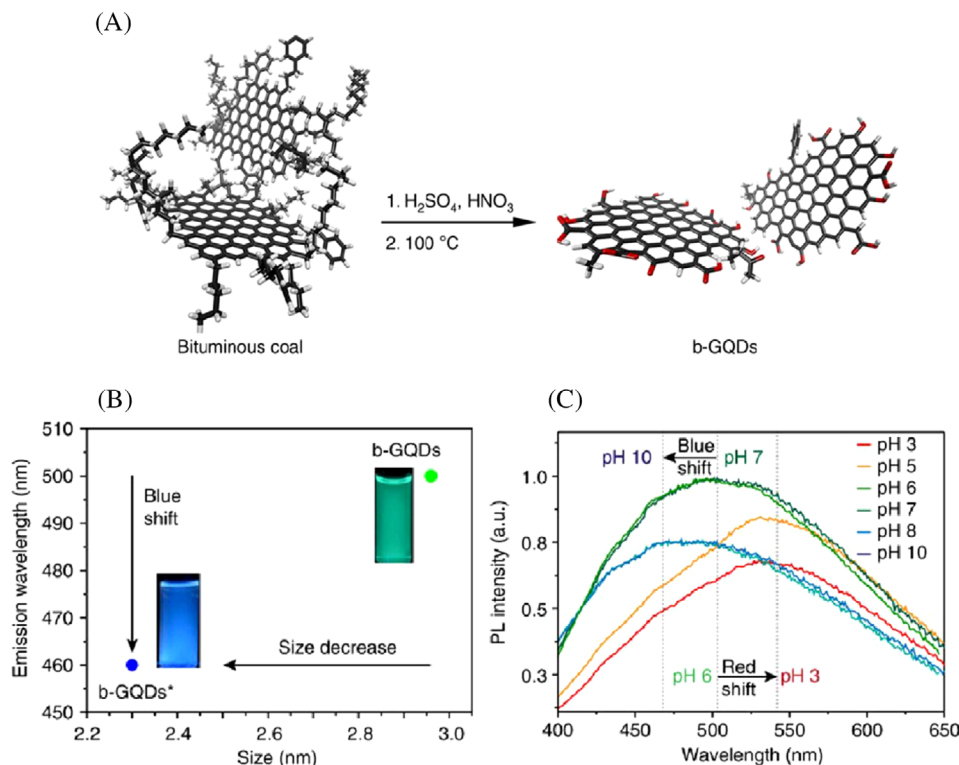 (A)
1. H₂SO₄, HNO₃
2. 100 °C
Bituminous coal
b-GQDs
(B)
Emission wavelength (nm)
510
500
490
480
470
460
450
b-GQDs
Blue
shift
Size decrease
b-GQDs*
2.2
2.4
2.6
2.8
3.0
Size (nm)
(C)
PL intensity (a.u.)
1.0
0.8
0.5
0.3
pH 10
Blue
shift
pH 7
pH 3
pH 5
pH 6
pH 7
pH 8
pH 10
pH 6
Red
shift
pH 3
400
450
500
550
600
650
Wavelength (nm)